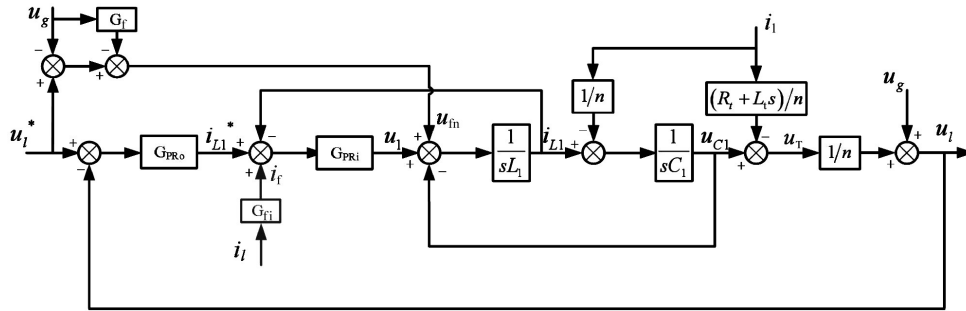 u_g
G_f
−
−
+
+
u_l*
+
−
G_PRo
i_L1*
−
+
+
i_f
G_fi
i_l
G_PRi
u_1
u_fn
+
+
−
1/sL_1
i_L1
−
+
1/n
i_1
1/sC_1
u_C1
(R_t + L_t s)/n
−
+
u_T
1/n
u_g
+
+
u_l